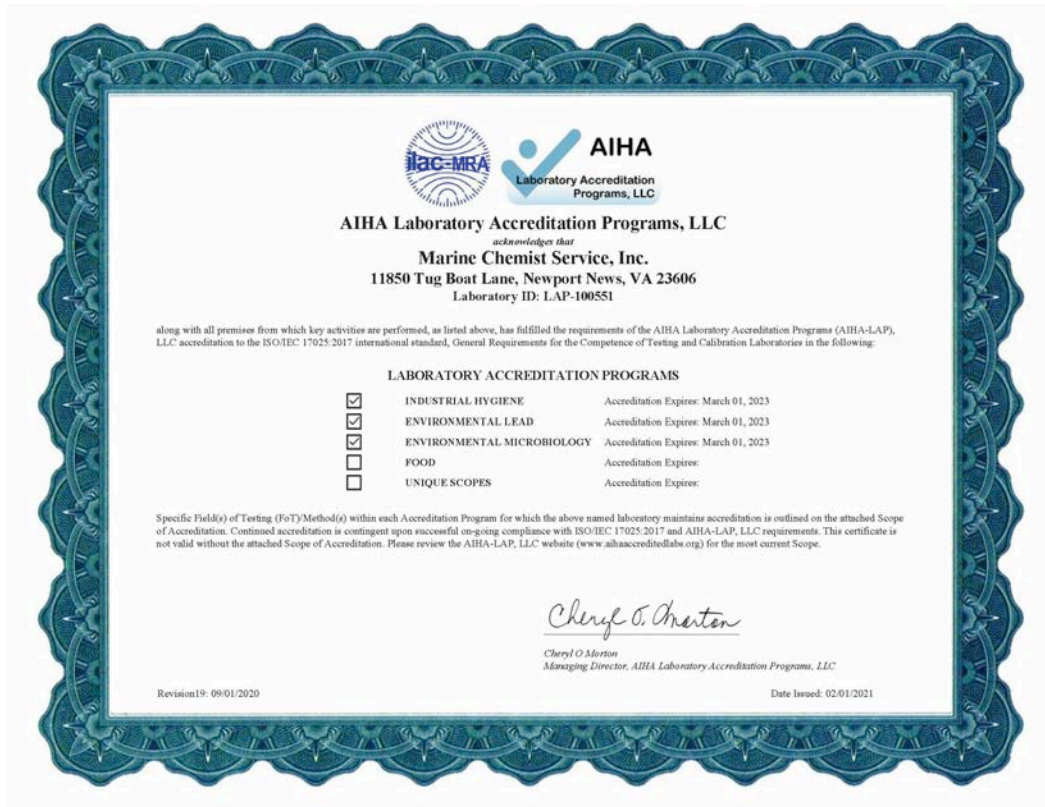 ilac-MRA
AIHA
Laboratory Accreditation
Programs, LLC
AIHA Laboratory Accreditation Programs, LLC
acknowledges that
Marine Chemist Service, Inc.
11850 Tug Boat Lane, Newport News, VA 23606
Laboratory ID: LAP-100551
along with all premises from which key activities are performed, as listed above, has fulfilled the requirements of the AIHA Laboratory Accreditation Programs (AIHA-LAP),
LLC accreditation to the ISO/IEC 17025:2017 international standard, General Requirements for the Competence of Testing and Calibration Laboratories in the following:
LABORATORY ACCREDITATION PROGRAMS
INDUSTRIAL HYGIENE Accreditation Expires: March 01, 2023
ENVIRONMENTAL LEAD Accreditation Expires: March 01, 2023
ENVIRONMENTAL MICROBIOLOGY Accreditation Expires: March 01, 2023
FOOD Accreditation Expires:
UNIQUE SCOPES Accreditation Expires:
Specific Field(s) of Testing (FoT)/Method(s) within each Accreditation Program for which the above named laboratory maintains accreditation is outlined on the attached Scope
of Accreditation. Continued accreditation is contingent upon successful on-going compliance with ISO/IEC 17025:2017 and AIHA-LAP, LLC requirements. This certificate is
not valid without the attached Scope of Accreditation. Please review the AIHA-LAP, LLC website (www.aihaaccreditedlabs.org) for the most current Scope.
Cheryl O. Morton
Cheryl O Morton
Managing Director, AIHA Laboratory Accreditation Programs, LLC
Revision19: 09/01/2020 Date Issued: 02/01/2021